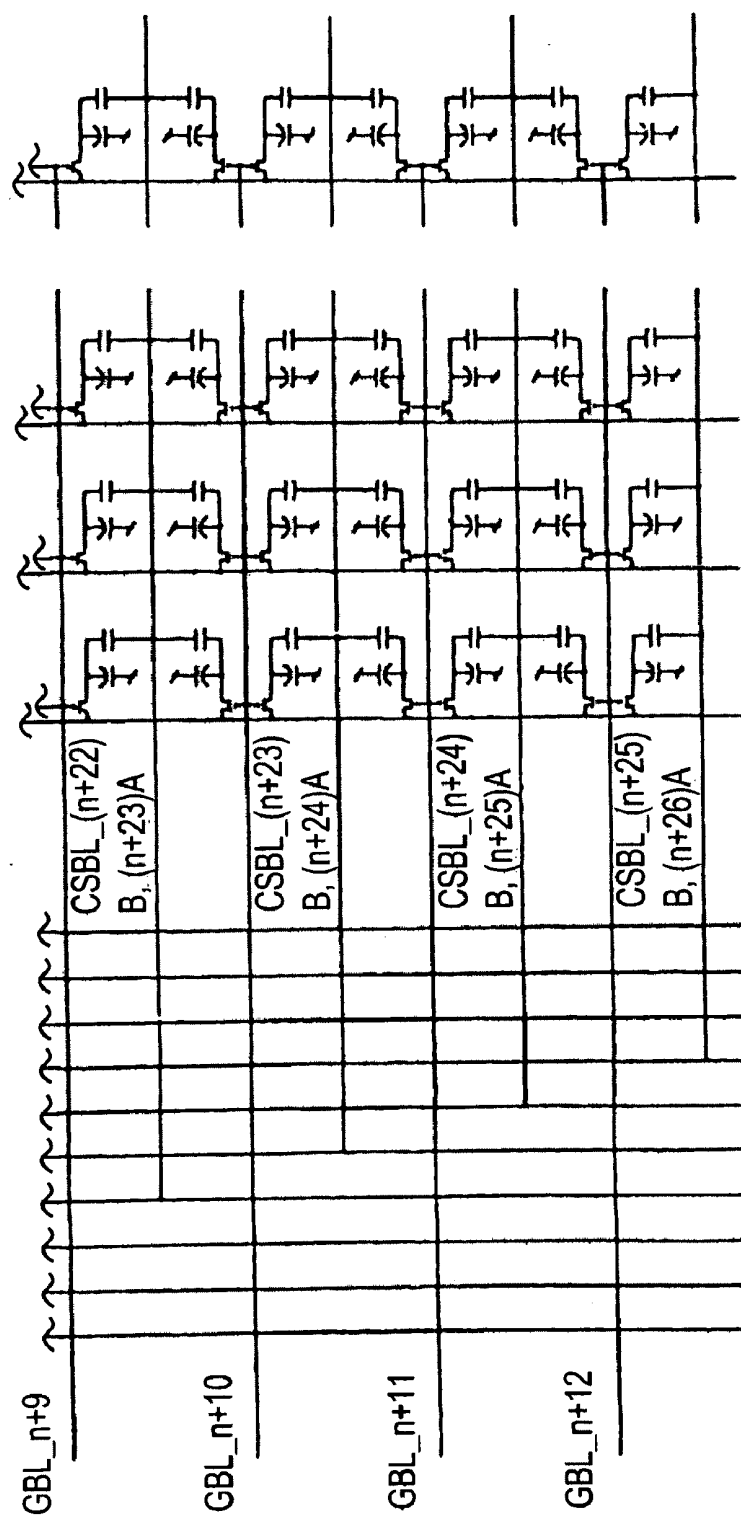 GBL_n+9
CSBL_(n+22)
B, (n+23)A
GBL_n+10
CSBL_(n+23)
B, (n+24)A
GBL_n+11
CSBL_(n+24)
B, (n+25)A
GBL_n+12
CSBL_(n+25)
B, (n+26)A